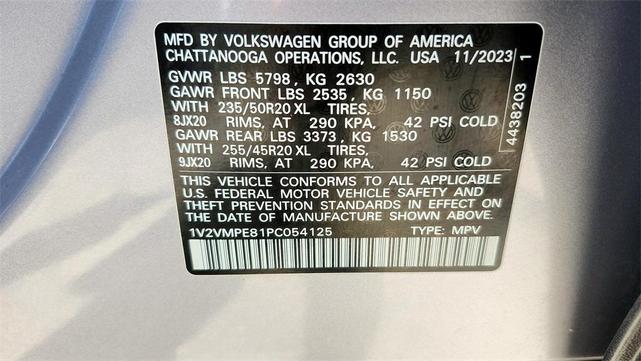 MFD BY VOLKSWAGEN GROUP OF AMERICA
CHATTANOOGA OPERATIONS, LLC. USA 11/2023
GVWR LBS 5798, KG 2630
GAWR FRONT LBS 2535, KG 1150
WITH 235/50R20 XL TIRES,
8JX20 RIMS, AT 290 KPA, 42 PSI COLD
GAWR REAR LBS 3373, KG 1530
WITH 255/45R20 XL TIRES,
9JX20 RIMS, AT 290 KPA, 42 PSI COLD
THIS VEHICLE CONFORMS TO ALL APPLICABLE
U.S. FEDERAL MOTOR VEHICLE SAFETY AND
THEFT PREVENTION STANDARDS IN EFFECT ON
THE DATE OF MANUFACTURE SHOWN ABOVE.
1V2VMPE81PC054125 TYPE: MPV
4438203 1